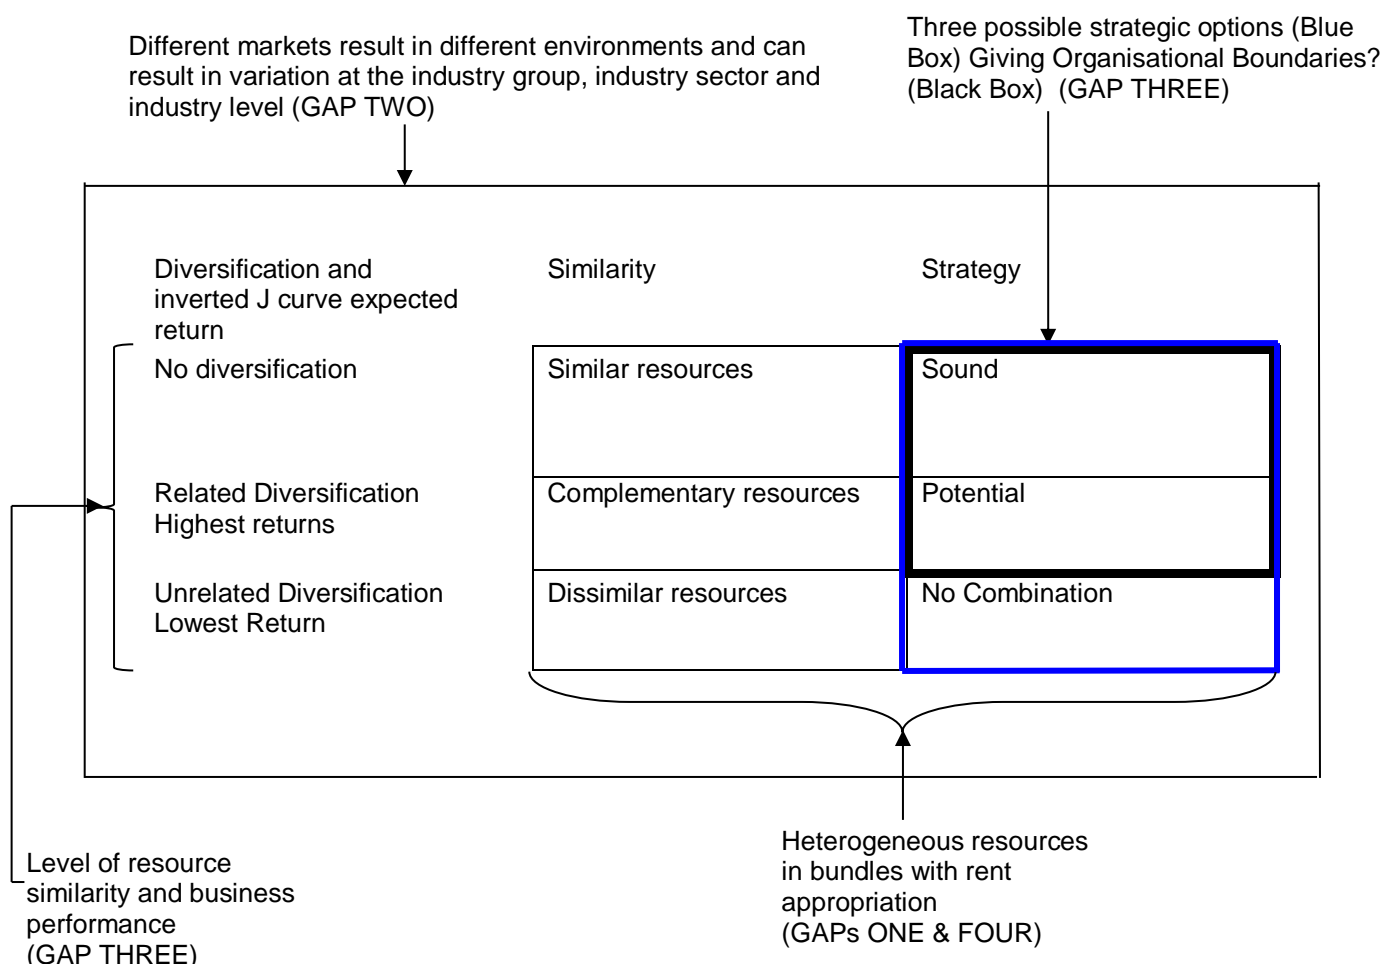 Different markets result in different environments and can
result in variation at the industry group, industry sector and
industry level (GAP TWO)
Three possible strategic options (Blue
Box) Giving Organisational Boundaries?
(Black Box)  (GAP THREE)
Diversification and
inverted J curve expected
return
Similarity
Strategy
No diversification
Similar resources
Sound
Related Diversification
Highest returns
Complementary resources
Potential
Unrelated Diversification
Lowest Return
Dissimilar resources
No Combination
Level of resource
similarity and business
performance
(GAP THREE)
Heterogeneous resources
in bundles with rent
appropriation
(GAPs ONE & FOUR)